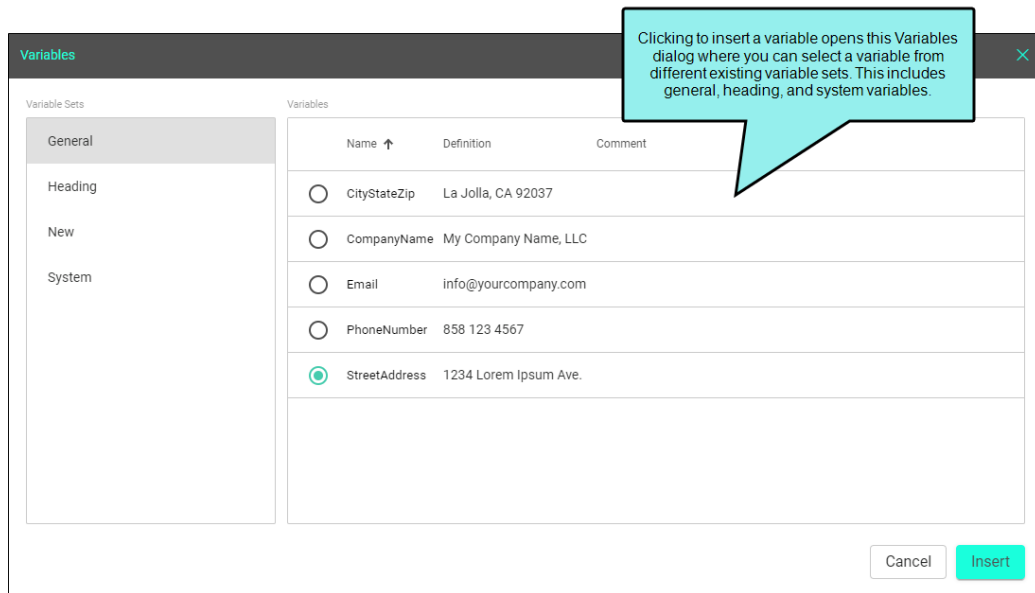 Clicking to insert a variable opens this Variables
dialog where you can select a variable from
different existing variable sets. This includes
general, heading, and system variables.
Variables
Variable Sets
General
Heading
New
System
Variables
Name Definition Comment
CityStateZip La Jolla, CA 92037
CompanyName My Company Name, LLC
Email info@yourcompany.com
PhoneNumber 858 123 4567
StreetAddress 1234 Lorem Ipsum Ave.
Cancel Insert